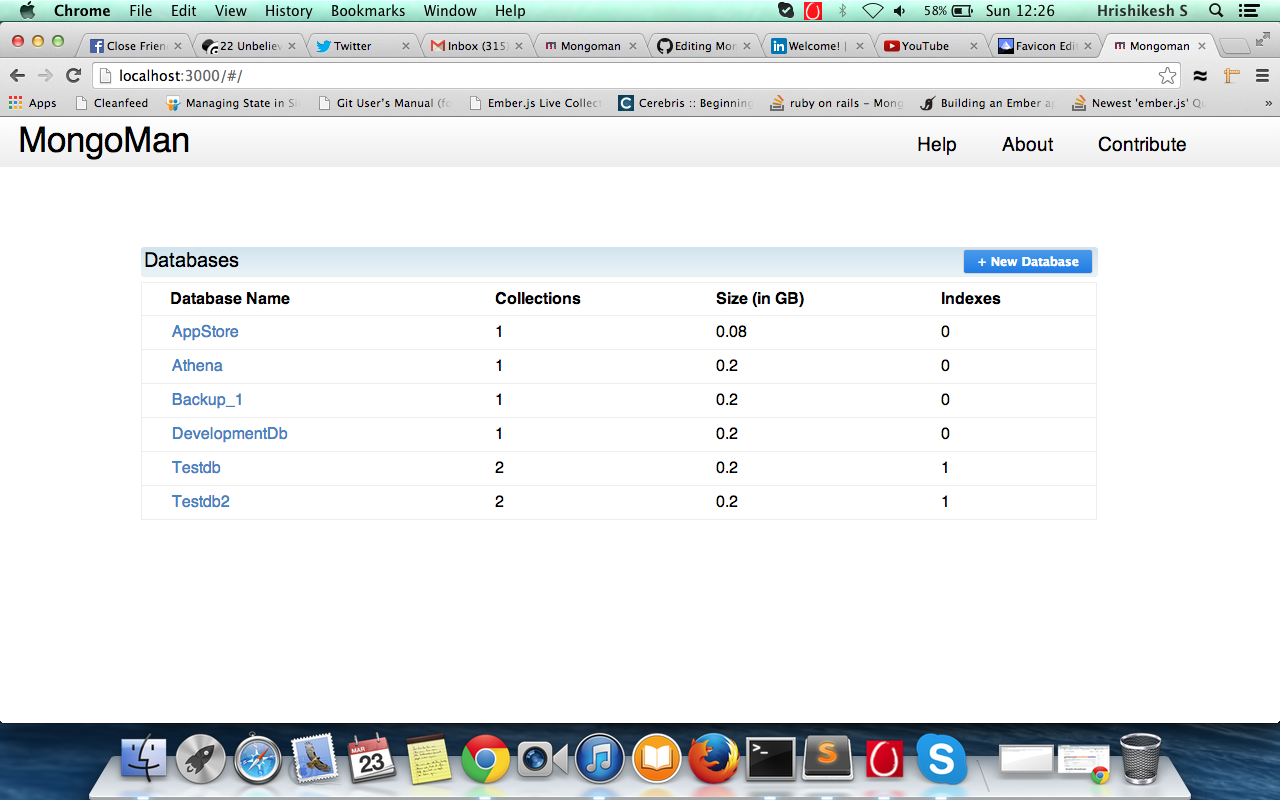 Chrome File Edit View History Bookmarks Window Help 58% Sun 12:26 Hrishikesh S
Close Frien 22 Unbeliev Twitter Inbox (315) Mongoman Editing Mon Welcome! | YouTube Favicon Edi Mongoman
localhost:3000/#/
Apps Cleanfeed Managing State in Si Git User's Manual (fo Ember.js Live Collec Cerebris :: Beginning ruby on rails – Mong Building an Ember ap Newest 'ember.js' Qu »
MongoMan Help About Contribute
Databases + New Database
Database Name Collections Size (in GB) Indexes
AppStore 1 0.08 0
Athena 1 0.2 0
Backup_1 1 0.2 0
DevelopmentDb 1 0.2 0
Testdb 2 0.2 1
Testdb2 2 0.2 1
MAR
23